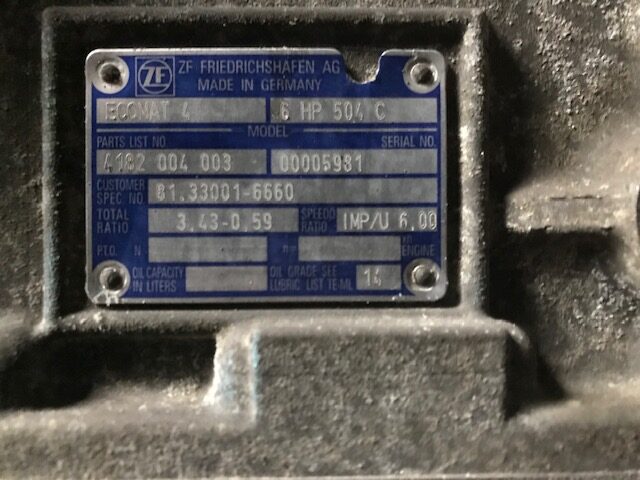 ZF FRIEDRICHSHAFEN AG
MADE IN GERMANY
ECOMAT 4 6 HP 504 C
MODEL
PARTS LIST NO. SERIAL NO.
4182 004 003 00005981
CUSTOMER SPEC NO. 81.33001-6660
TOTAL RATIO 3.43-0.59 SPEEDO RATIO IMP/U 6.00
P.T.O. N n= ENGINE
OIL CAPACITY IN LITERS OIL GRADE SEE LUBRIC LIST TE-ML 14